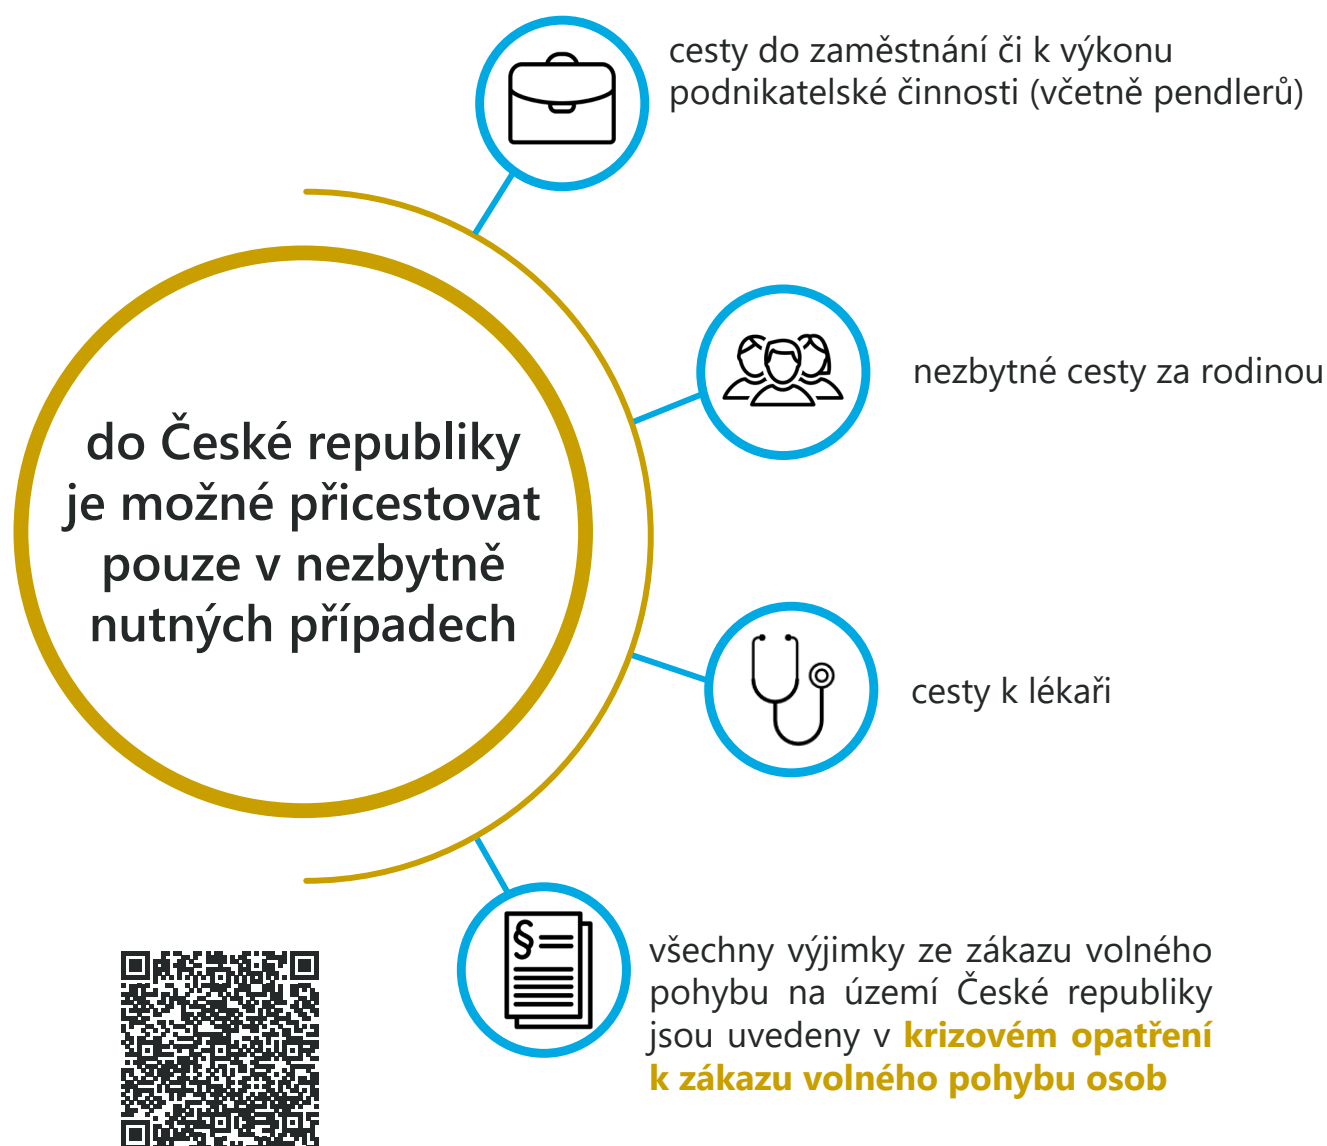 cesty do zaměstnání či k výkonu
podnikatelské činnosti (včetně pendlerů)
nezbytné cesty za rodinou
do České republiky
je možné přicestovat
pouze v nezbytně
nutných případech
cesty k lékaři
§
všechny výjimky ze zákazu volného
pohybu na území České republiky
jsou uvedeny v krizovém opatření
k zákazu volného pohybu osob